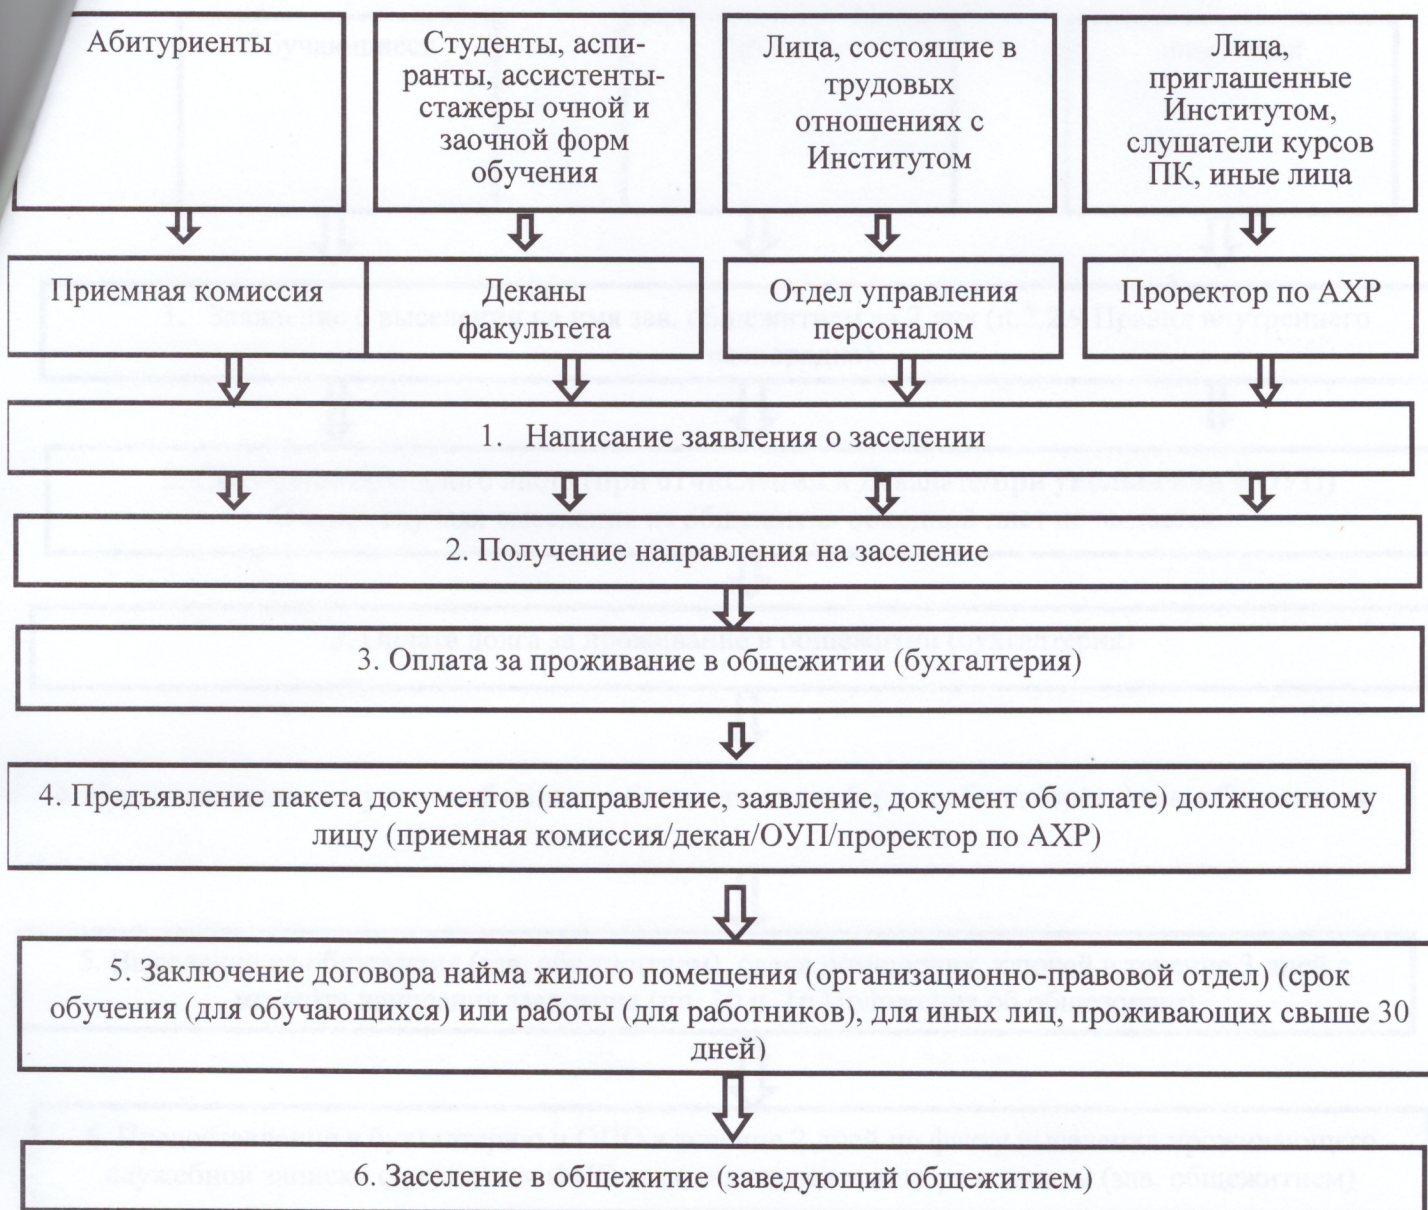 Абитуриенты
Студенты, аспи-
ранты, ассистенты-
стажеры очной и
заочной форм
обучения
Лица, состоящие в
трудовых
отношениях с
Институтом
Лица,
приглашенные
Институтом,
слушатели курсов
ПК, иные лица
Приемная комиссия
Деканы
факультета
Отдел управления
персоналом
Проректор по АХР
1. Написание заявления о заселении
2. Получение направления на заселение
3. Оплата за проживание в общежитии (бухгалтерия)
4. Предъявление пакета документов (направление, заявление, документ об оплате) должностному
лицу (приемная комиссия/декан/ОУП/проректор по АХР)
5. Заключение договора найма жилого помещения (организационно-правовой отдел) (срок
обучения (для обучающихся) или работы (для работников), для иных лиц, проживающих свыше 30
дней)
6. Заселение в общежитие (заведующий общежитием)